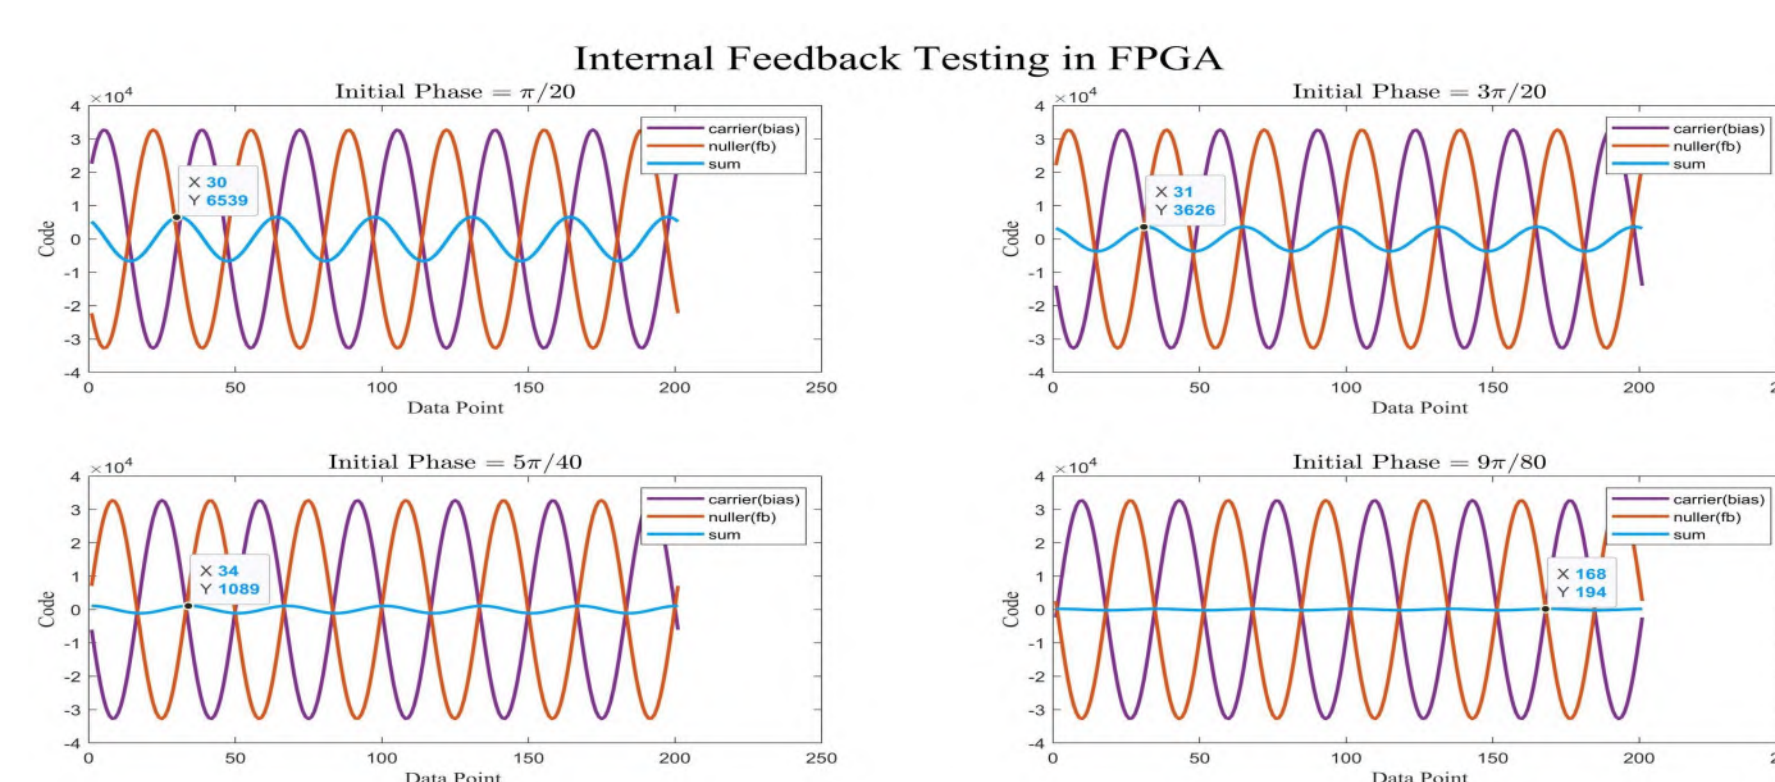 Internal Feedback Testing in FPGA
Initial Phase = π/20
×10⁴
4
3
2
1
0
-1
-2
-3
-4
Code
carrier(bias)
nuller(fb)
sum
X 30
Y 6539
0 50 100 150 200 250
Data Point
Initial Phase = 3π/20
×10⁴
4
3
2
1
0
-1
-2
-3
-4
Code
carrier(bias)
nuller(fb)
sum
X 31
Y 3626
0 50 100 150 200 2
Data Point
Initial Phase = 5π/40
×10⁴
4
3
2
1
0
-1
-2
-3
-4
Code
carrier(bias)
nuller(fb)
sum
X 34
Y 1089
0 50 100 150 200 250
Data Point
Initial Phase = 9π/80
×10⁴
4
3
2
1
0
-1
-2
-3
-4
Code
carrier(bias)
nuller(fb)
sum
X 168
Y 194
0 50 100 150 200 2
Data Point